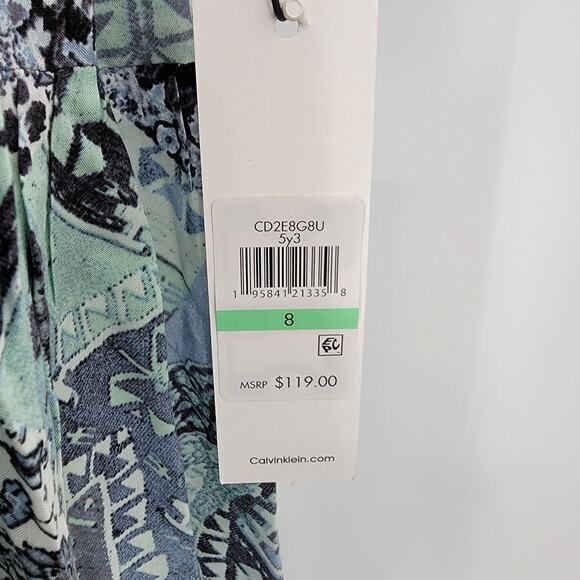 CD2E8G8U
5y3
1 95841 21335 8
8
MSRP $119.00
Calvinklein.com